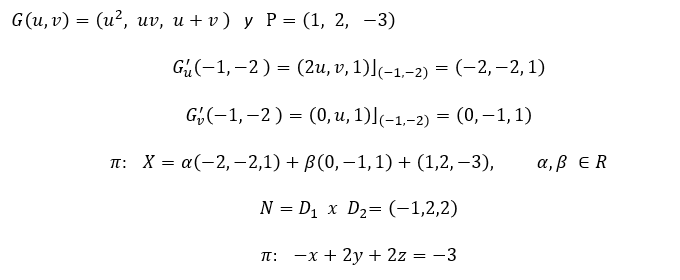 G(u, v) = (u², uv, u + v) y P = (1, 2, −3)
G′ᵤ(−1, −2) = (2u, v, 1)⌋₍₋₁,₋₂₎ = (−2, −2, 1)
G′ᵥ(−1, −2) = (0, u, 1)⌋₍₋₁,₋₂₎ = (0, −1, 1)
π: X = α(−2, −2,1) + β(0, −1, 1) + (1,2, −3), α, β ∈ R
N = D₁ x D₂= (−1,2,2)
π: −x + 2y + 2z = −3